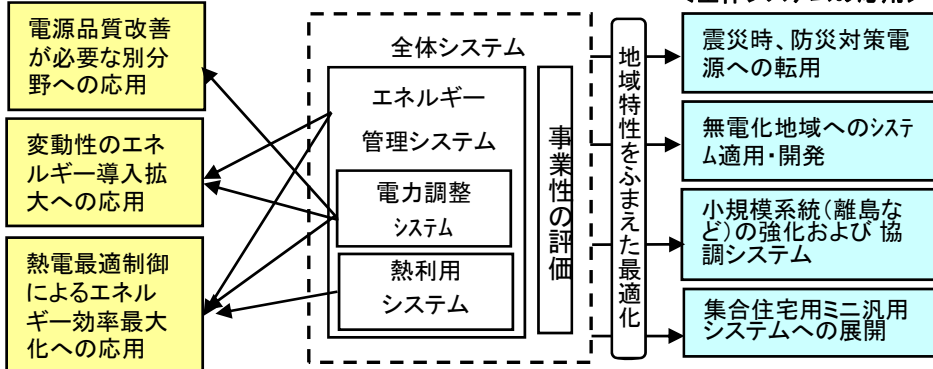 電源品質改善
が必要な別分
野への応用
変動性のエネ
ルギー導入拡
大への応用
熱電最適制御
によるエネル
ギー効率最大
化への応用
全体システム
エネルギー
管理システム
電力調整
システム
熱利用
システム
事業性の評価
地域特性をふまえた最適化
震災時、防災対策電
源への転用
無電化地域へのシステ
ム適用・開発
小規模系統(離島な
ど)の強化および 協
調システム
集合住宅用ミニ汎用
システムへの展開